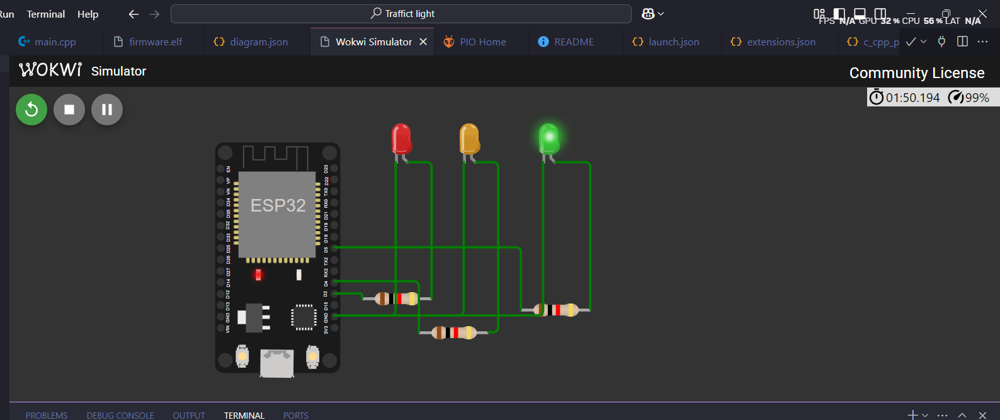 Run Terminal Help
Traffict light
FPS N/A GPU 32 % CPU 56 % LAT N/A
main.cpp firmware.elf diagram.json Wokwi Simulator PIO Home README launch.json extensions.json c_cpp_p
WOKWI Simulator
Community License
01:50.194 99%
ESP32
EN
VP
VN
D34
D35
D32
D33
D25
D26
D27
D14
D12
D13
GND
VIN
D23
D22
TX0
RX0
D21
D19
D18
D5
TX2
RX2
D4
D2
D15
GND
3V3
PROBLEMS DEBUG CONSOLE OUTPUT TERMINAL PORTS